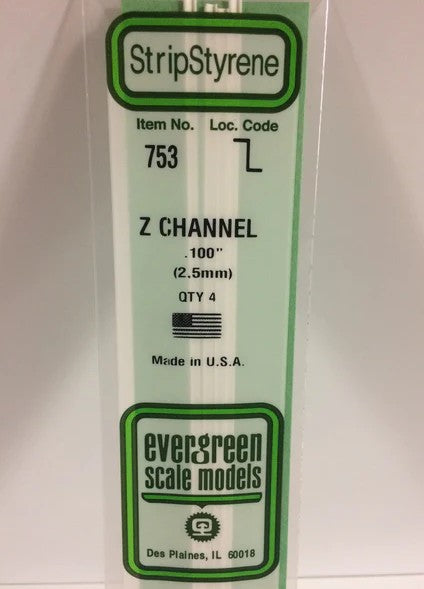 StripStyrene
Item No. Loc. Code
753
Z CHANNEL
.100"
(2.5mm)
QTY 4
Made in U.S.A.
evergreen
scale models
Des Plaines, IL 60018